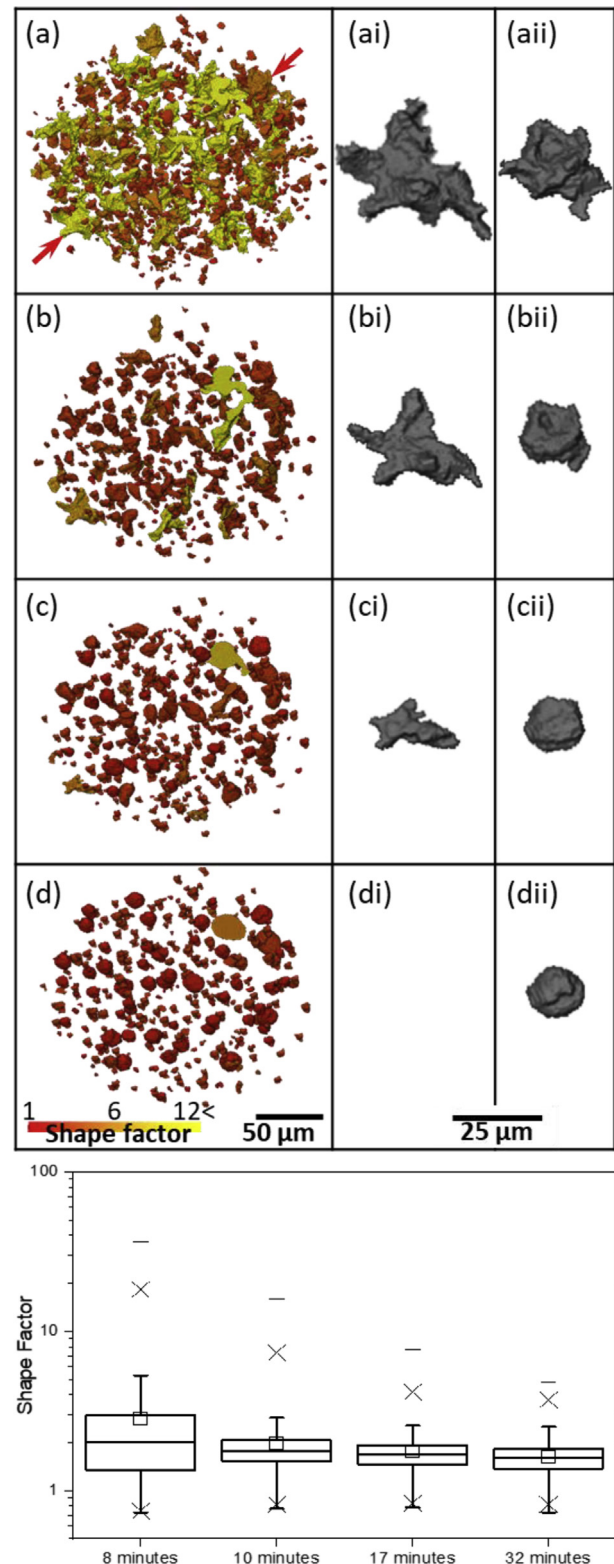 (a)
(ai)
(aii)
(b)
(bi)
(bii)
(c)
(ci)
(cii)
(d)
(di)
(dii)
1 6 12<
Shape factor
50 µm
25 µm
100
10
1
Shape Factor
8 minutes 10 minutes 17 minutes 32 minutes